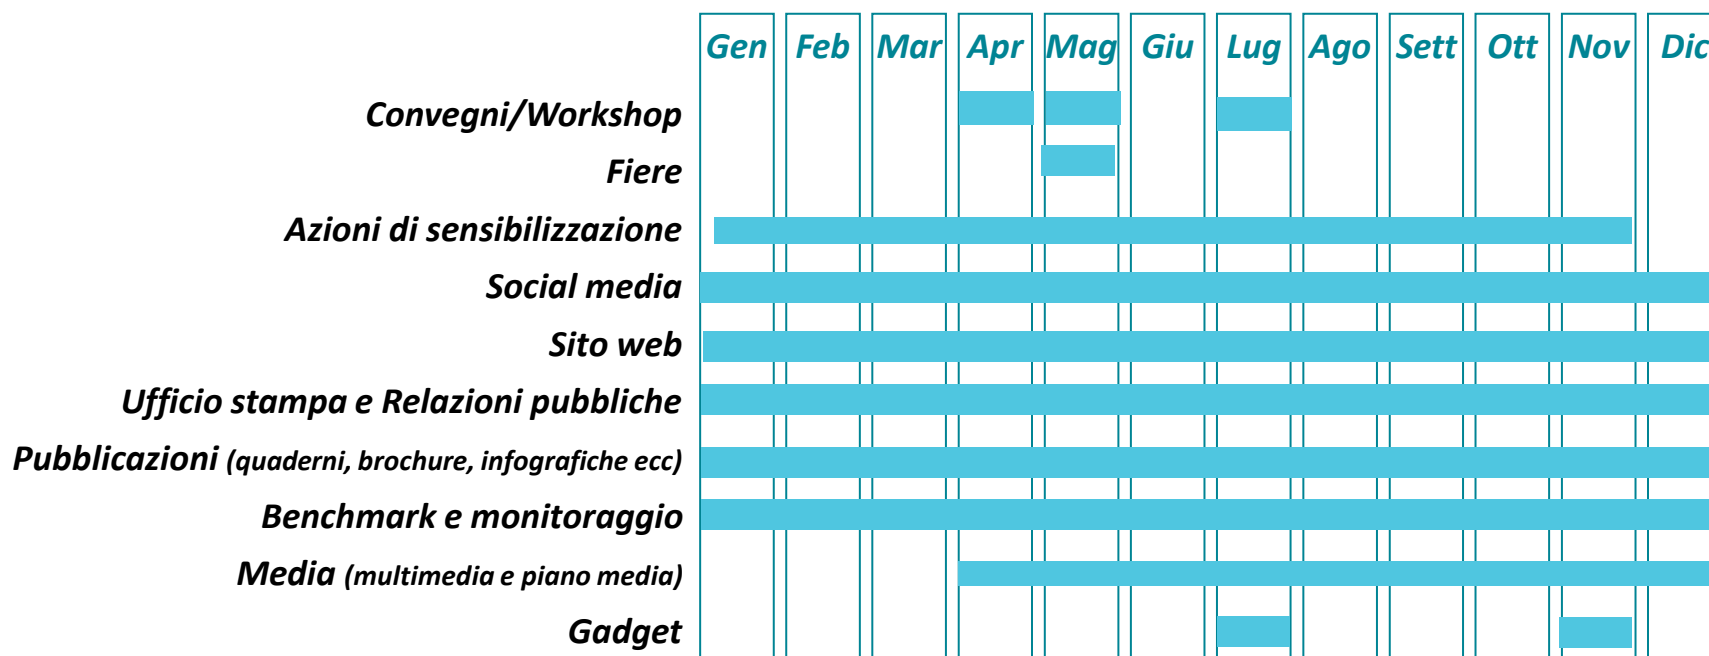 Gen Feb Mar Apr Mag Giu Lug Ago Sett Ott Nov Dic
Convegni/Workshop
Fiere
Azioni di sensibilizzazione
Social media
Sito web
Ufficio stampa e Relazioni pubbliche
Pubblicazioni (quaderni, brochure, infografiche ecc)
Benchmark e monitoraggio
Media (multimedia e piano media)
Gadget